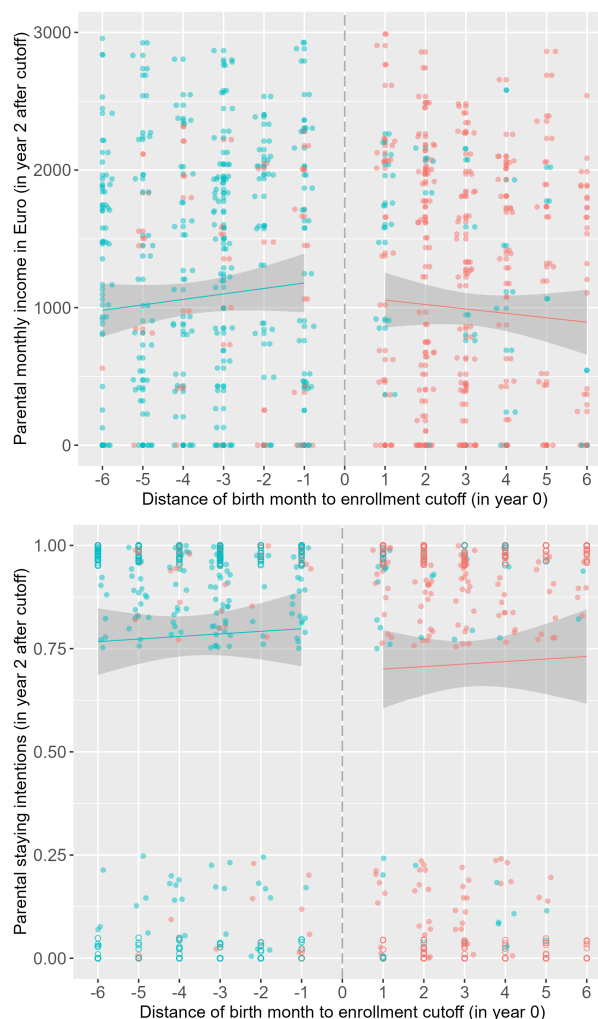 Parental monthly income in Euro (in year 2 after cutoff)
3000
2000
1000
0
-6 -5 -4 -3 -2 -1 0 1 2 3 4 5 6
Distance of birth month to enrollment cutoff (in year 0)
Parental staying intentions (in year 2 after cutoff)
1.00
0.75
0.50
0.25
0.00
-6 -5 -4 -3 -2 -1 0 1 2 3 4 5 6
Distance of birth month to enrollment cutoff (in year 0)